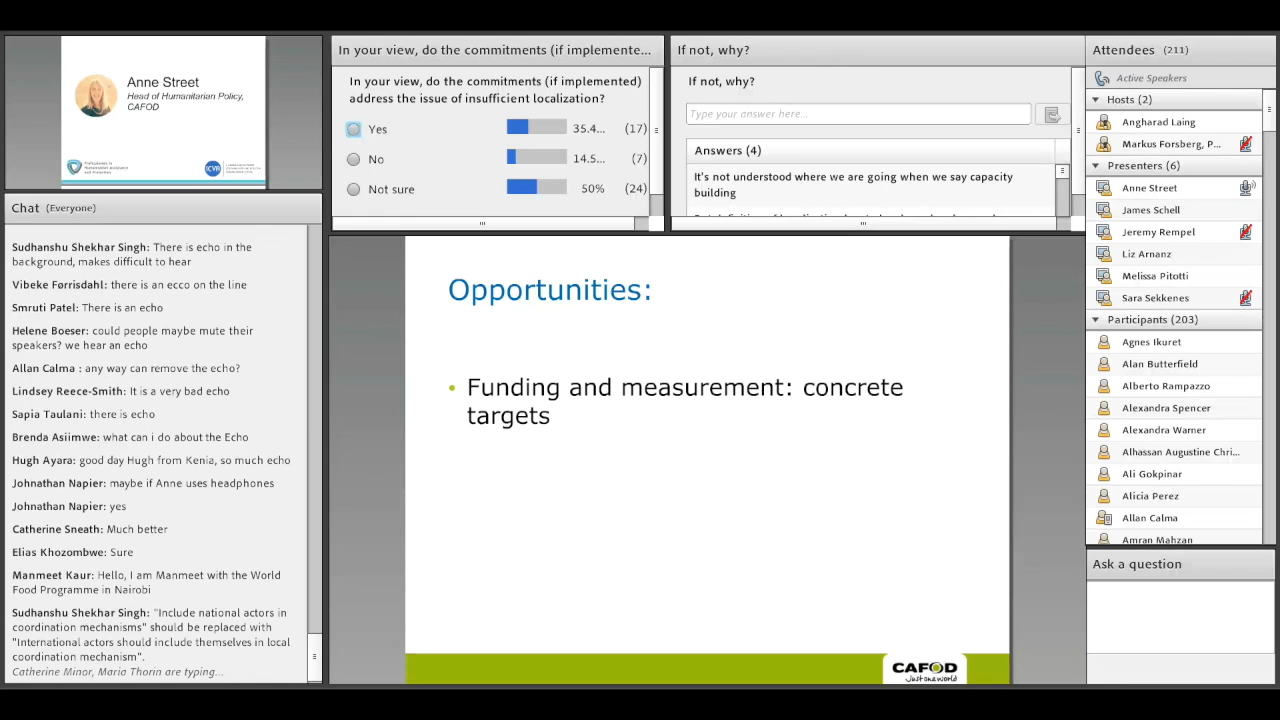 Anne Street
Head of Humanitarian Policy,
CAFOD
ICVA
Chat (Everyone)
Sudhanshu Shekhar Singh: There is echo in the
background, makes difficult to hear
Vibeke Førrisdahl: there is an ecco on the line
Smruti Patel: There is an echo
Helene Boeser: could people maybe mute their
speakers? we hear an echo
Allan Calma : any way can remove the echo?
Lindsey Reece-Smith: It is a very bad echo
Sapia Taulani: there is echo
Brenda Asiimwe: what can i do about the Echo
Hugh Ayara: good day Hugh from Kenia, so much echo
Johnathan Napier: maybe if Anne uses headphones
Johnathan Napier: yes
Catherine Sneath: Much better
Elias Khozombwe: Sure
Manmeet Kaur: Hello, I am Manmeet with the World
Food Programme in Nairobi
Sudhanshu Shekhar Singh: "Include national actors in
coordination mechanisms" should be replaced with
"International actors should include themselves in local
coordination mechanism".
Catherine Minor, Maria Thorin are typing...
In your view, do the commitments (if implemente...
In your view, do the commitments (if implemented)
address the issue of insufficient localization?
Yes 35.4... (17)
No 14.5... (7)
Not sure 50% (24)
If not, why?
If not, why?
Type your answer here...
Answers (4)
It's not understood where we are going when we say capacity
building
Opportunities:
• Funding and measurement: concrete
targets
CAFOD
Just one world
Attendees (211)
Active Speakers
Hosts (2)
Angharad Laing
Markus Forsberg, P...
Presenters (6)
Anne Street
James Schell
Jeremy Rempel
Liz Arnanz
Melissa Pitotti
Sara Sekkenes
Participants (203)
Agnes Ikuret
Alan Butterfield
Alberto Rampazzo
Alexandra Spencer
Alexandra Warner
Alhassan Augustine Chri...
Ali Gokpinar
Alicia Perez
Allan Calma
Amran Mahzan
Ask a question